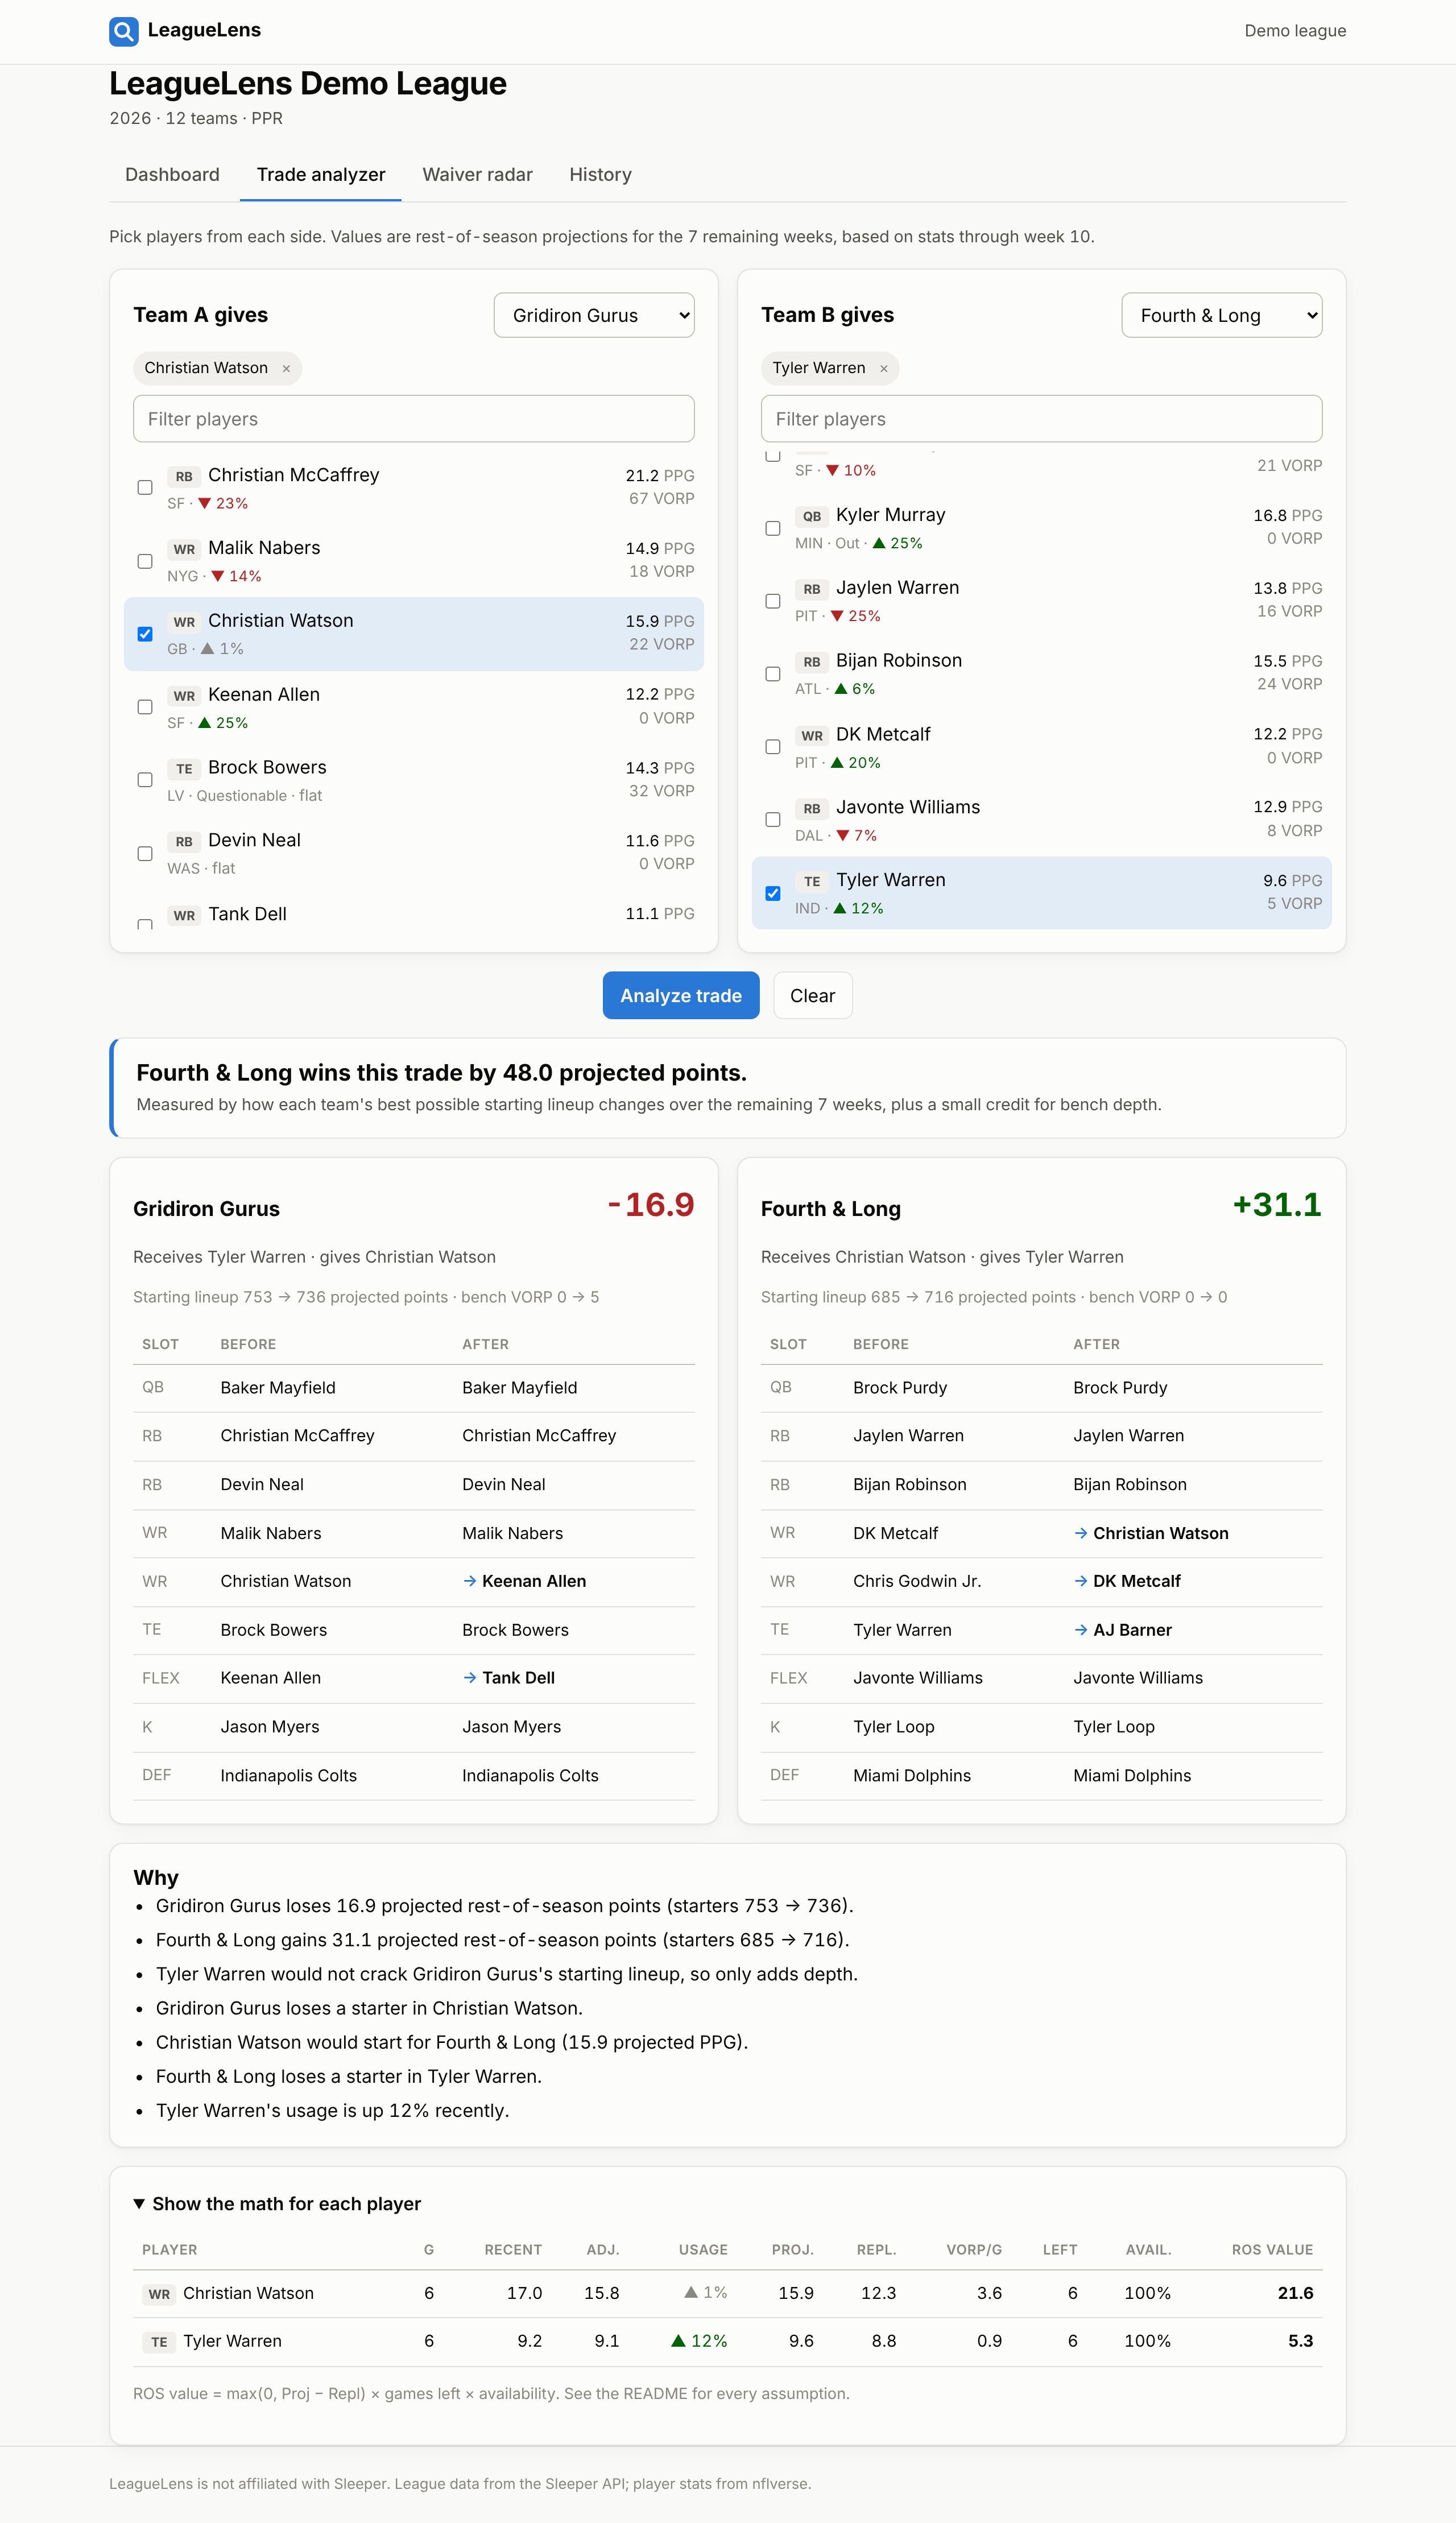 LeagueLens
Demo league
LeagueLens Demo League
2026 · 12 teams · PPR
Dashboard
Trade analyzer
Waiver radar
History
Pick players from each side. Values are rest-of-season projections for the 7 remaining weeks, based on stats through week 10.
Team A gives
Gridiron Gurus
Christian Watson ×
Filter players
RB Christian McCaffrey 21.2 PPG
SF · ▼ 23% 67 VORP
WR Malik Nabers 14.9 PPG
NYG · ▼ 14% 18 VORP
WR Christian Watson 15.9 PPG
GB · ▲ 1% 22 VORP
WR Keenan Allen 12.2 PPG
SF · ▲ 25% 0 VORP
TE Brock Bowers 14.3 PPG
LV · Questionable · flat 32 VORP
RB Devin Neal 11.6 PPG
WAS · flat 0 VORP
WR Tank Dell 11.1 PPG
Team B gives
Fourth & Long
Tyler Warren ×
Filter players
SF · ▼ 10% 21 VORP
QB Kyler Murray 16.8 PPG
MIN · Out · ▲ 25% 0 VORP
RB Jaylen Warren 13.8 PPG
PIT · ▼ 25% 16 VORP
RB Bijan Robinson 15.5 PPG
ATL · ▲ 6% 24 VORP
WR DK Metcalf 12.2 PPG
PIT · ▲ 20% 0 VORP
RB Javonte Williams 12.9 PPG
DAL · ▼ 7% 8 VORP
TE Tyler Warren 9.6 PPG
IND · ▲ 12% 5 VORP
Analyze trade
Clear
Fourth & Long wins this trade by 48.0 projected points.
Measured by how each team's best possible starting lineup changes over the remaining 7 weeks, plus a small credit for bench depth.
Gridiron Gurus -16.9
Receives Tyler Warren · gives Christian Watson
Starting lineup 753 → 736 projected points · bench VORP 0 → 5
SLOT BEFORE AFTER
QB Baker Mayfield Baker Mayfield
RB Christian McCaffrey Christian McCaffrey
RB Devin Neal Devin Neal
WR Malik Nabers Malik Nabers
WR Christian Watson → Keenan Allen
TE Brock Bowers Brock Bowers
FLEX Keenan Allen → Tank Dell
K Jason Myers Jason Myers
DEF Indianapolis Colts Indianapolis Colts
Fourth & Long +31.1
Receives Christian Watson · gives Tyler Warren
Starting lineup 685 → 716 projected points · bench VORP 0 → 0
SLOT BEFORE AFTER
QB Brock Purdy Brock Purdy
RB Jaylen Warren Jaylen Warren
RB Bijan Robinson Bijan Robinson
WR DK Metcalf → Christian Watson
WR Chris Godwin Jr. → DK Metcalf
TE Tyler Warren → AJ Barner
FLEX Javonte Williams Javonte Williams
K Tyler Loop Tyler Loop
DEF Miami Dolphins Miami Dolphins
Why
• Gridiron Gurus loses 16.9 projected rest-of-season points (starters 753 → 736).
• Fourth & Long gains 31.1 projected rest-of-season points (starters 685 → 716).
• Tyler Warren would not crack Gridiron Gurus's starting lineup, so only adds depth.
• Gridiron Gurus loses a starter in Christian Watson.
• Christian Watson would start for Fourth & Long (15.9 projected PPG).
• Fourth & Long loses a starter in Tyler Warren.
• Tyler Warren's usage is up 12% recently.
▼ Show the math for each player
PLAYER G RECENT ADJ. USAGE PROJ. REPL. VORP/G LEFT AVAIL. ROS VALUE
WR Christian Watson 6 17.0 15.8 ▲ 1% 15.9 12.3 3.6 6 100% 21.6
TE Tyler Warren 6 9.2 9.1 ▲ 12% 9.6 8.8 0.9 6 100% 5.3
ROS value = max(0, Proj − Repl) × games left × availability. See the README for every assumption.
LeagueLens is not affiliated with Sleeper. League data from the Sleeper API; player stats from nflverse.